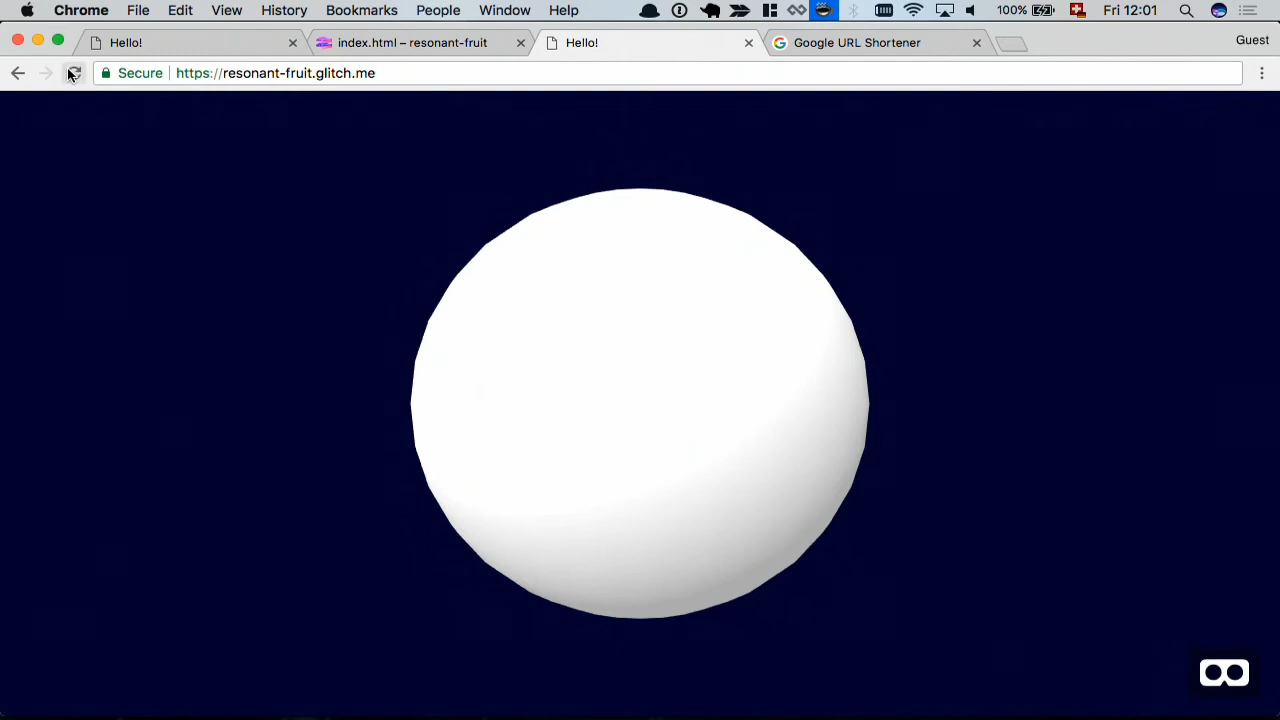 Chrome File Edit View History Bookmarks People Window Help 100% Fri 12:01
Hello! index.html – resonant-fruit Hello! Google URL Shortener Guest
Secure https://resonant-fruit.glitch.me